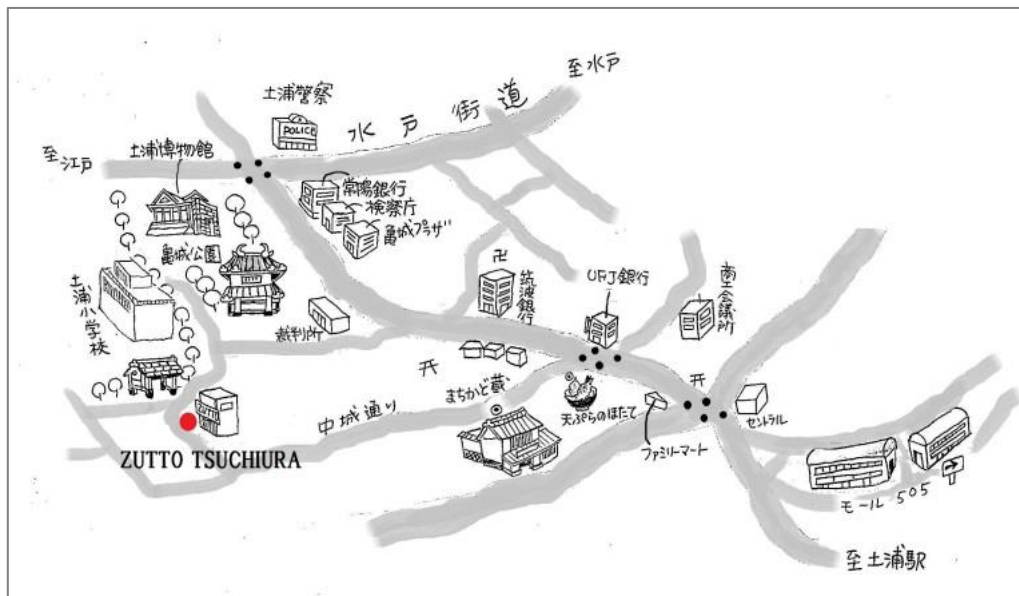 至水戸
土浦警察
POLICE
水戸街道
至江戸
土浦博物館
常陽銀行
検察庁
亀城プラザ
亀城公園
土浦小学校
裁判所
卍
筑波銀行
UFJ銀行
商工会議所
まちかど蔵
天ぷらのほたて
中城通り
ファミリーマート
セントラル
ZUTTO
ZUTTO TSUCHIURA
モール505
至土浦駅